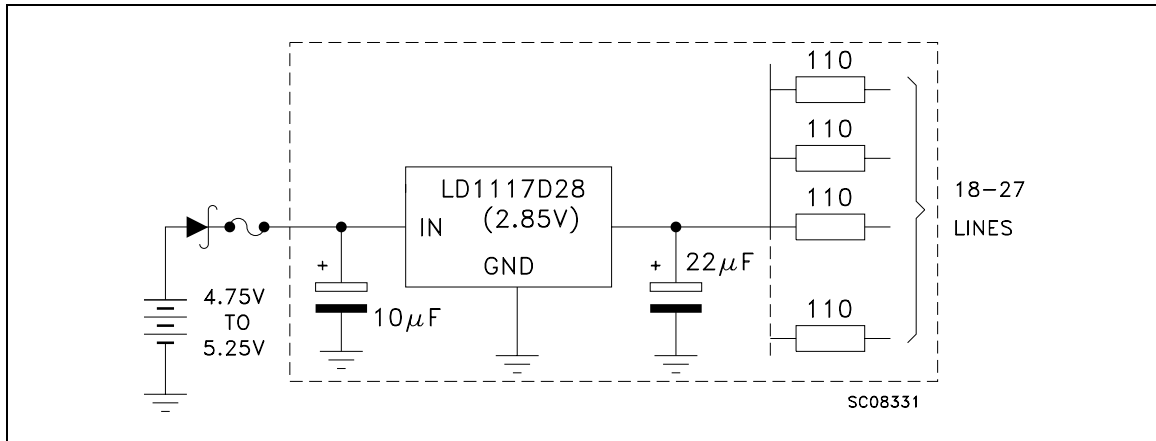 110
110
110
110
18-27
LINES
LD1117D28
(2.85V)
IN
GND
+
10μF
+
22μF
4.75V
TO
5.25V
SC08331